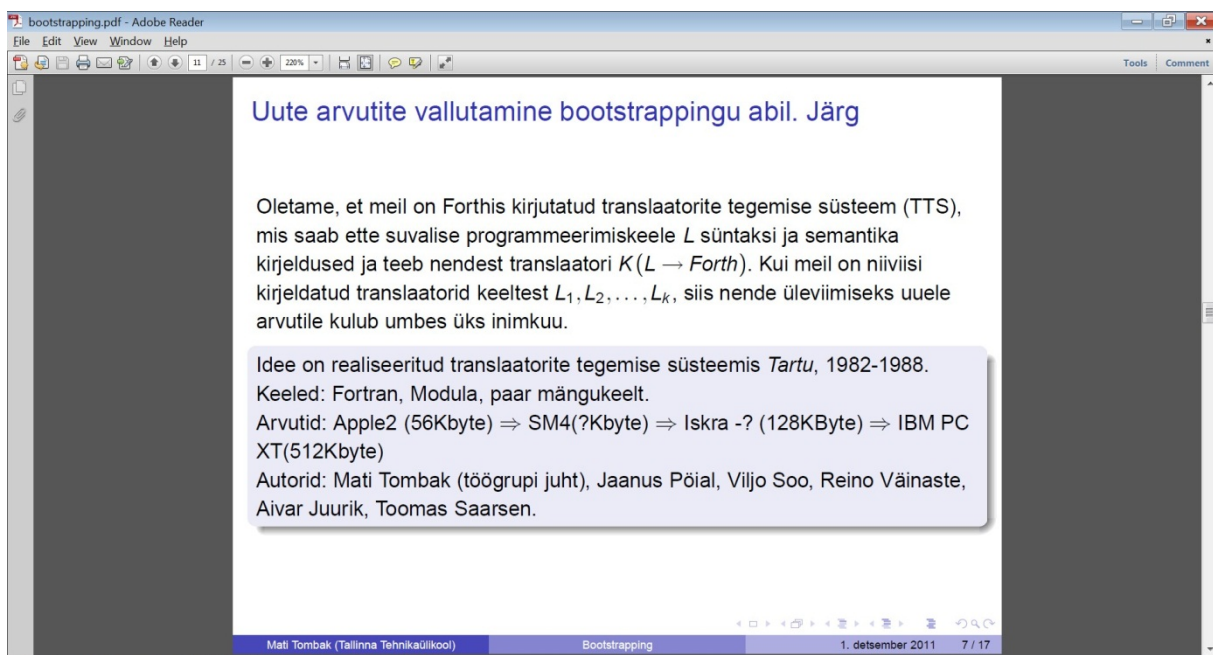 bootstrapping.pdf - Adobe Reader
File Edit View Window Help
11 / 25 220% Tools Comment
Uute arvutite vallutamine bootstrappingu abil. Järg
Oletame, et meil on Forthis kirjutatud translaatorite tegemise süsteem (TTS),
mis saab ette suvalise programmeerimiskeele L süntaksi ja semantika
kirjeldused ja teeb nendest translaatori K(L → Forth). Kui meil on niiviisi
kirjeldatud translaatorid keeltest L₁, L₂, . . . , Lₖ, siis nende üleviimiseks uuele
arvutile kulub umbes üks inimkuu.
Idee on realiseeritud translaatorite tegemise süsteemis Tartu, 1982-1988.
Keeled: Fortran, Modula, paar mängukeelt.
Arvutid: Apple2 (56Kbyte) ⇒ SM4(?Kbyte) ⇒ Iskra -? (128KByte) ⇒ IBM PC
XT(512Kbyte)
Autorid: Mati Tombak (töögrupi juht), Jaanus Pöial, Viljo Soo, Reino Väinaste,
Aivar Juurik, Toomas Saarsen.
Mati Tombak (Tallinna Tehnikaülikool) Bootstrapping 1. detsember 2011 7 / 17